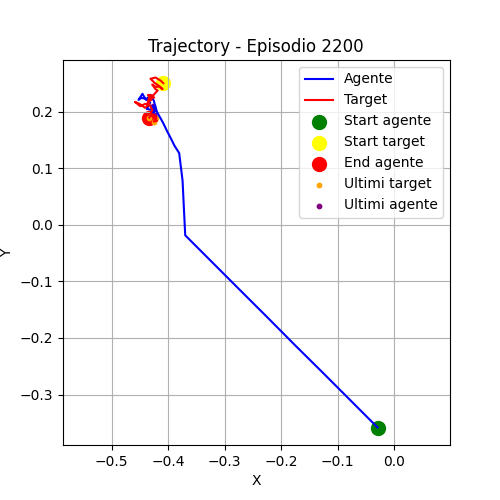 Trajectory - Episodio 2200
Agente
Target
Start agente
Start target
End agente
Ultimi target
Ultimi agente
Y
0.2
0.1
0.0
−0.1
−0.2
−0.3
−0.5
−0.4
−0.3
−0.2
−0.1
0.0
X